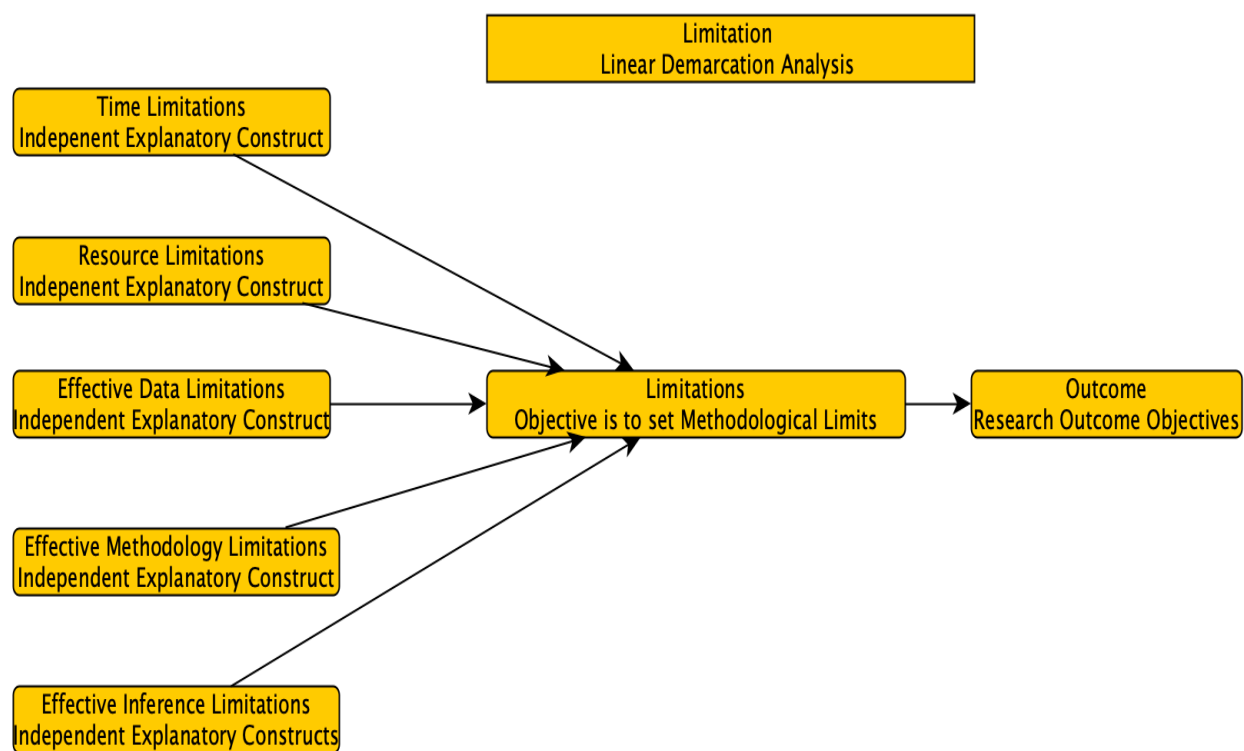 Limitation
Linear Demarcation Analysis
Time Limitations
Indepenent Explanatory Construct
Resource Limitations
Indepenent Explanatory Construct
Effective Data Limitations
Independent Explanatory Construct
Limitations
Objective is to set Methodological Limits
Outcome
Research Outcome Objectives
Effective Methodology Limitations
Independent Explanatory Construct
Effective Inference Limitations
Independent Explanatory Constructs